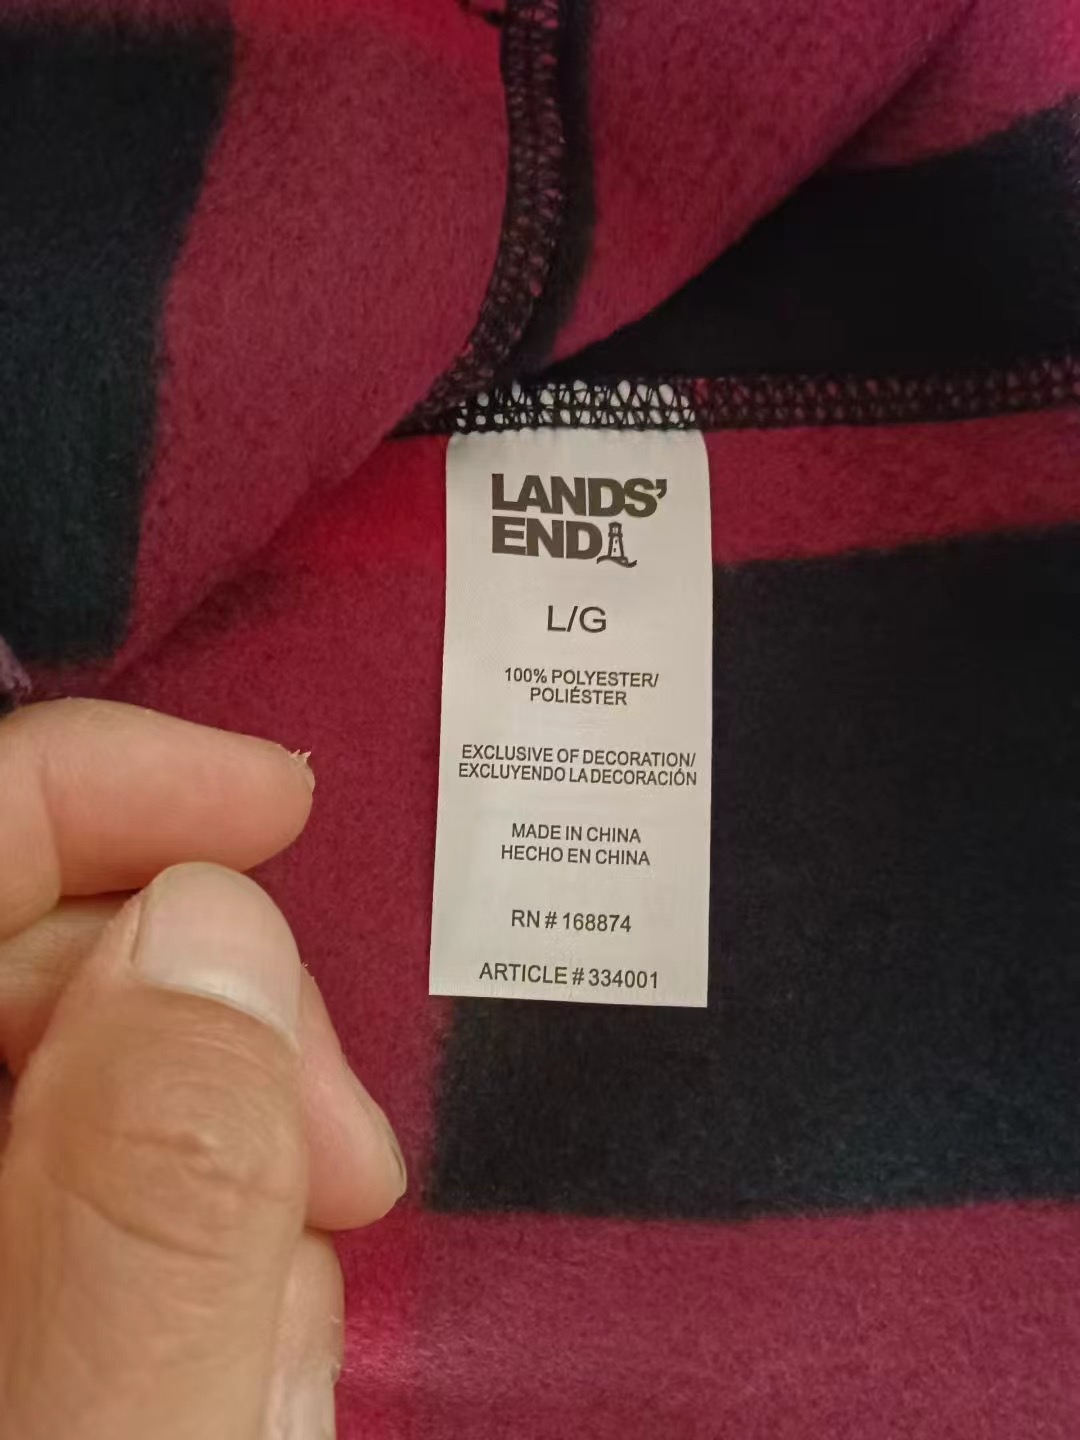 LANDS'
END
L/G
100% POLYESTER/
POLIÉSTER
EXCLUSIVE OF DECORATION/
EXCLUYENDO LA DECORACIÓN
MADE IN CHINA
HECHO EN CHINA
RN # 168874
ARTICLE # 334001